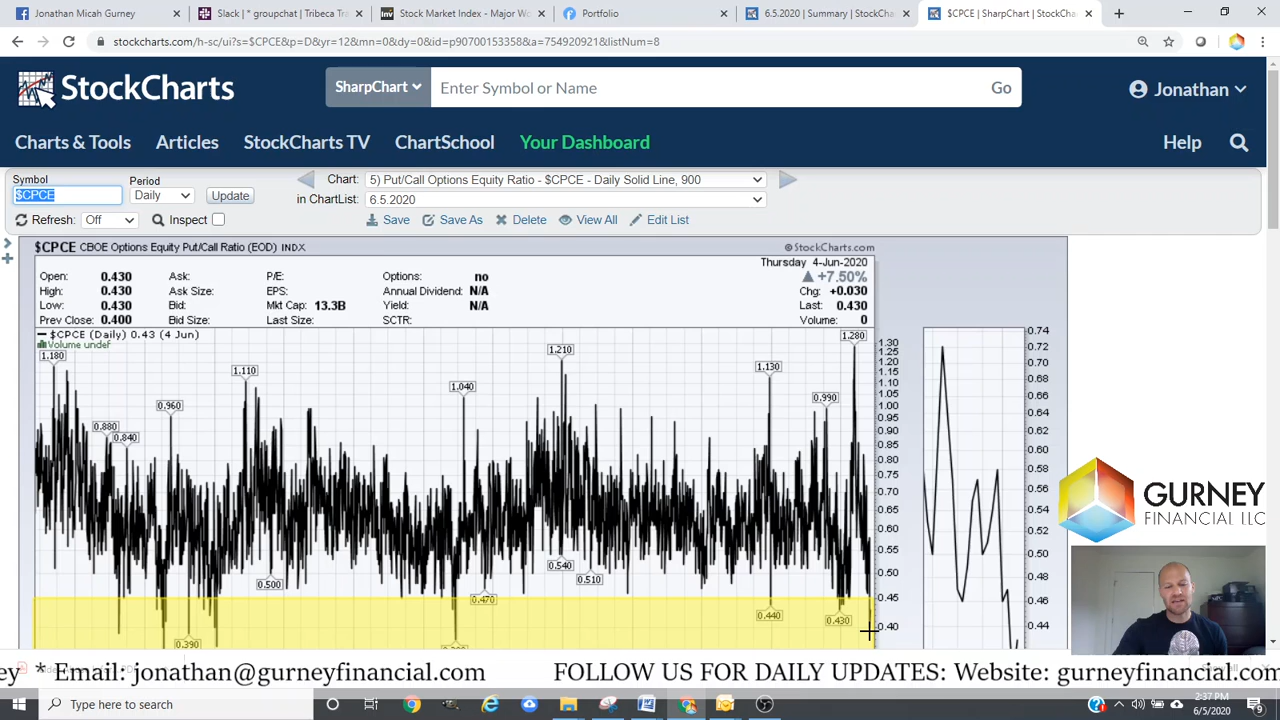 Jonathan Micah Gurney
Slack | * groupchat | Tribeca Tra
Stock Market Index - Major Wo
Portfolio
6.5.2020 | Summary | StockCharts
$CPCE | SharpChart | StockChart
stockcharts.com/h-sc/ui?s=$CPCE&p=D&yr=12&mn=0&dy=0&id=p90700153358&a=754920921&listNum=8
StockCharts
SharpChart
Enter Symbol or Name
Go
Jonathan
Charts & Tools
Articles
StockCharts TV
ChartSchool
Your Dashboard
Help
Symbol
Period
$CPCE
Daily
Update
Chart:
5) Put/Call Options Equity Ratio - $CPCE - Daily Solid Line, 900
in ChartList:
6.5.2020
Refresh:
Off
Inspect
Save
Save As
Delete
View All
Edit List
$CPCE CBOE Options Equity Put/Call Ratio (EOD) INDX
© StockCharts.com
Thursday 4-Jun-2020
Open: 0.430 Ask: P/E: Options: no
+7.50%
High: 0.430 Ask Size: EPS: Annual Dividend: N/A Chg: +0.030
Low: 0.430 Bid: Mkt Cap: 13.3B Yield: N/A Last: 0.430
Prev Close: 0.400 Bid Size: Last Size: SCTR: Volume: 0
$CPCE (Daily) 0.43 (4 Jun)
Volume undef
1.180
1.110
1.040
1.210
1.130
1.280
0.990
0.960
0.880
0.840
0.500
0.540
0.510
0.470
0.440
0.430
0.390
1.30
1.25
1.20
1.15
1.10
1.05
1.00
0.95
0.90
0.85
0.80
0.75
0.70
0.65
0.60
0.55
0.50
0.45
0.40
0.74
0.72
0.70
0.68
0.66
0.64
0.62
0.60
0.58
0.56
0.54
0.52
0.50
0.48
0.46
0.44
GURNEY
FINANCIAL LLC
ey * Email: jonathan@gurneyfinancial.com FOLLOW US FOR DAILY UPDATES: Website: gurneyfinancial.com
Type here to search
2:37 PM
6/5/2020